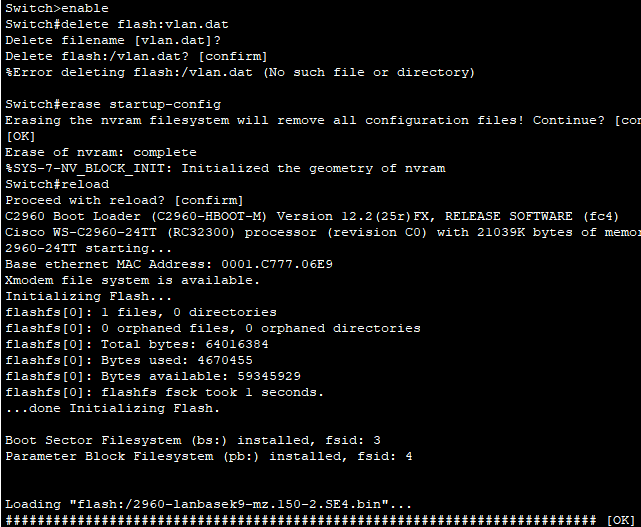 Switch>enable
Switch#delete flash:vlan.dat
Delete filename [vlan.dat]?
Delete flash:/vlan.dat? [confirm]
%Error deleting flash:/vlan.dat (No such file or directory)
Switch#erase startup-config
Erasing the nvram filesystem will remove all configuration files! Continue? [con
[OK]
Erase of nvram: complete
%SYS-7-NV_BLOCK_INIT: Initialized the geometry of nvram
Switch#reload
Proceed with reload? [confirm]
C2960 Boot Loader (C2960-HBOOT-M) Version 12.2(25r)FX, RELEASE SOFTWARE (fc4)
Cisco WS-C2960-24TT (RC32300) processor (revision C0) with 21039K bytes of memor
2960-24TT starting...
Base ethernet MAC Address: 0001.C777.06E9
Xmodem file system is available.
Initializing Flash...
flashfs[0]: 1 files, 0 directories
flashfs[0]: 0 orphaned files, 0 orphaned directories
flashfs[0]: Total bytes: 64016384
flashfs[0]: Bytes used: 4670455
flashfs[0]: Bytes available: 59345929
flashfs[0]: flashfs fsck took 1 seconds.
...done Initializing Flash.
Boot Sector Filesystem (bs:) installed, fsid: 3
Parameter Block Filesystem (pb:) installed, fsid: 4
Loading "flash:/2960-lanbasek9-mz.150-2.SE4.bin"...
########################################################################## [OK]